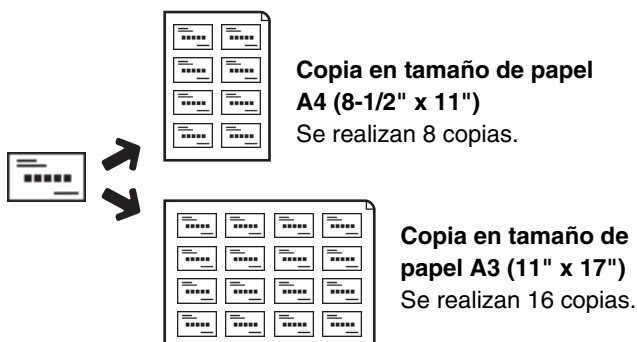 Copia en tamaño de papel
A4 (8-1/2" x 11")
Se realizan 8 copias.
Copia en tamaño de
papel A3 (11" x 17")
Se realizan 16 copias.